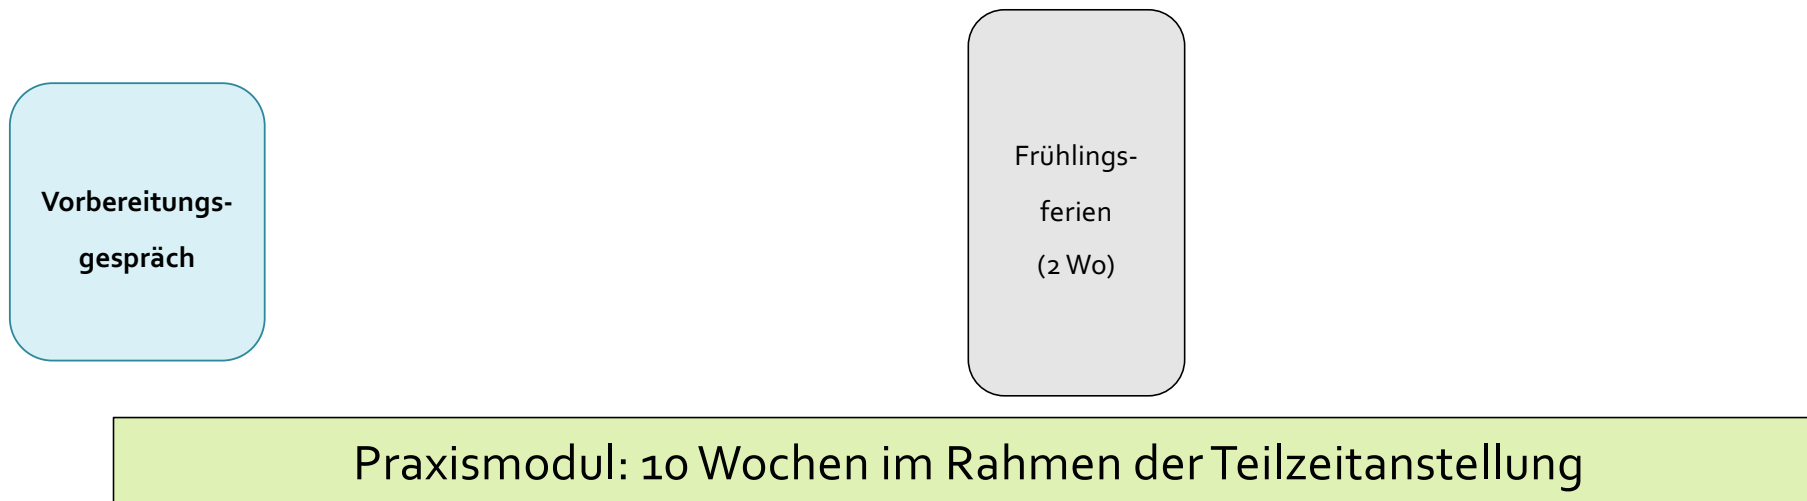 Vorbereitungs-
gespräch
Frühlings-
ferien
(2 Wo)
Praxismodul: 10 Wochen im Rahmen der Teilzeitanstellung